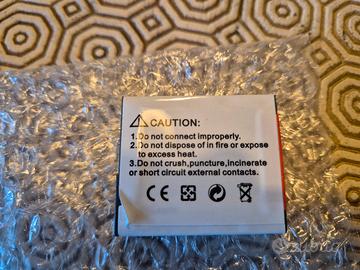 CAUTION:
1.Do not connect improperly.
2.Do not dispose of in fire or expose
to excess heat.
3.Do not crush,puncture,incinerate
or short circuit external contacts.
CE
subito